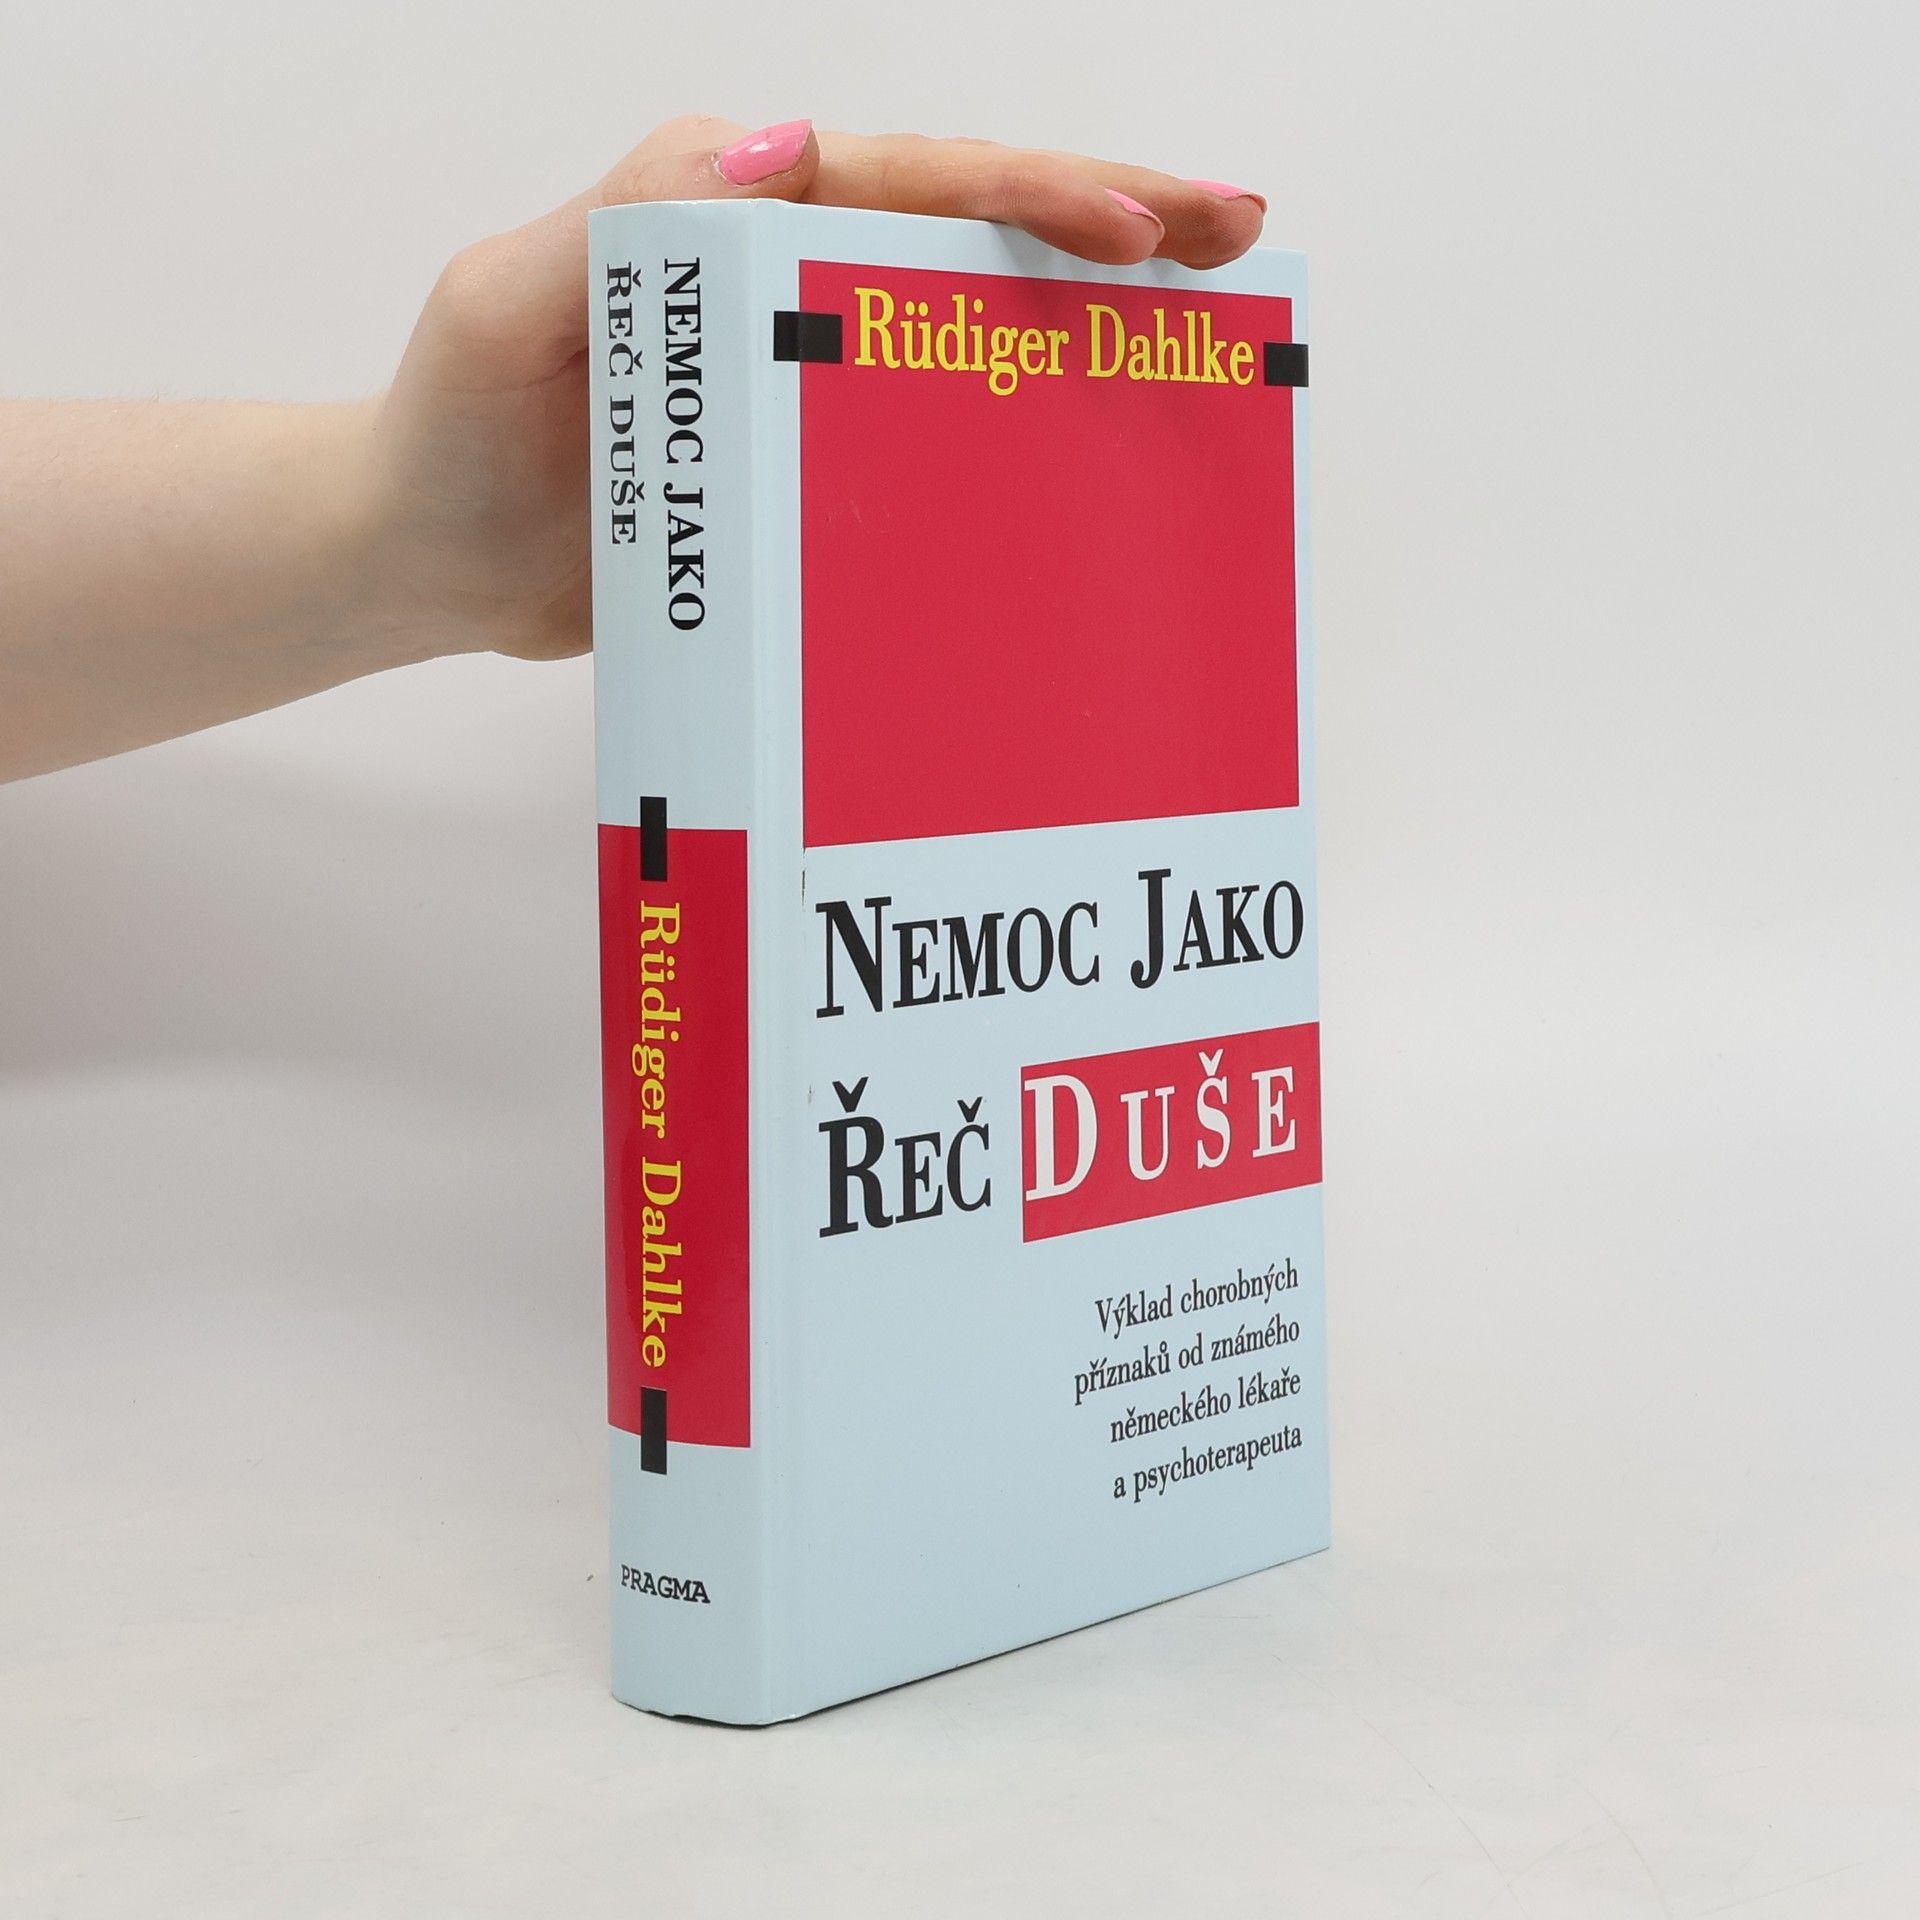 NEMOC JAKO
ŘEČ DUŠE
Rüdiger Dahlke
PRAGMA
Rüdiger Dahlke
NEMOC JAKO
ŘEČ DUŠE
Výklad chorobných
příznaků od známého
německého lékaře
a psychoterapeuta